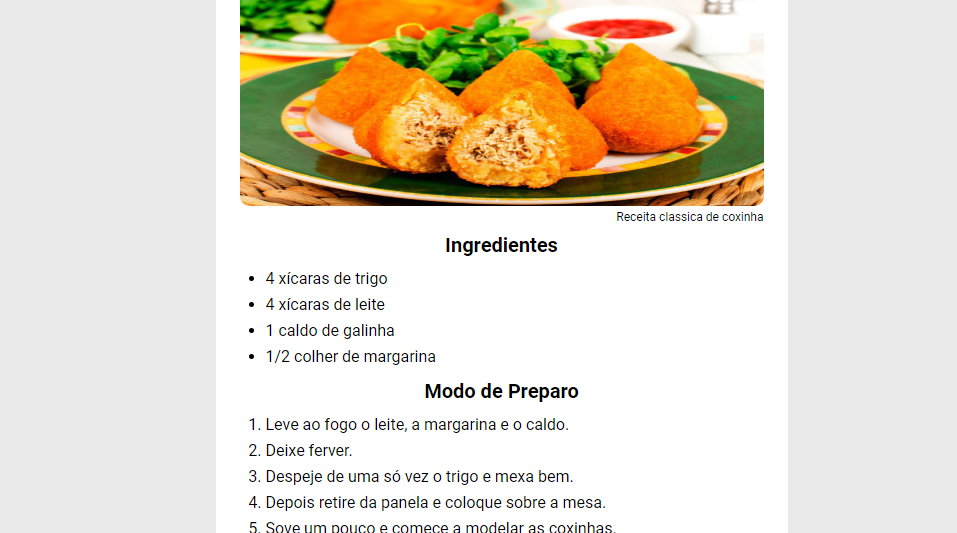 Receita classica de coxinha
Ingredientes
• 4 xícaras de trigo
• 4 xícaras de leite
• 1 caldo de galinha
• 1/2 colher de margarina
Modo de Preparo
1. Leve ao fogo o leite, a margarina e o caldo.
2. Deixe ferver.
3. Despeje de uma só vez o trigo e mexa bem.
4. Depois retire da panela e coloque sobre a mesa.
5. Sove um pouco e comece a modelar as coxinhas.